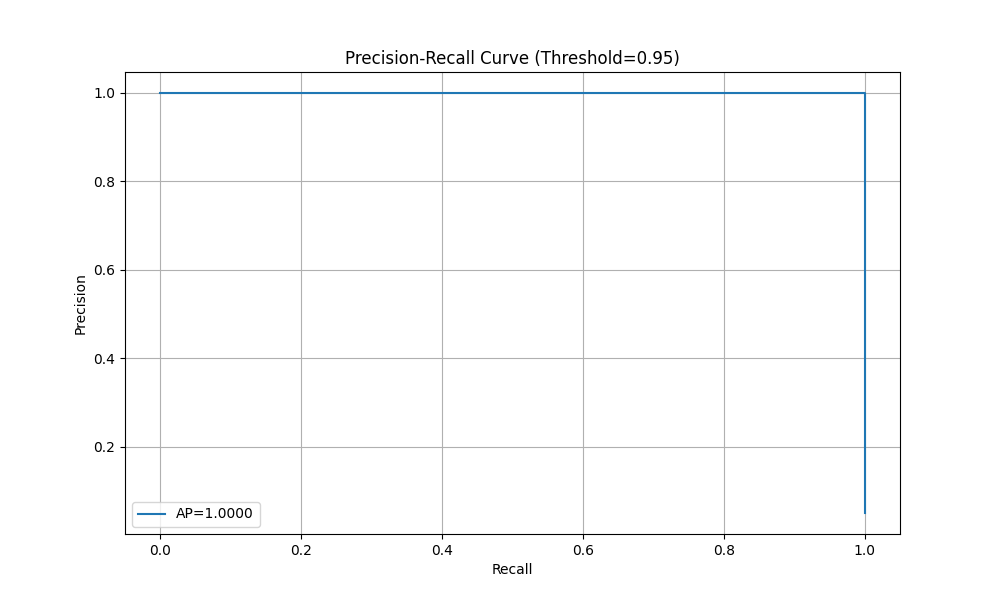 Precision-Recall Curve (Threshold=0.95)
1.0
0.8
0.6
0.4
0.2
Precision
AP=1.0000
0.0 0.2 0.4 0.6 0.8 1.0
Recall